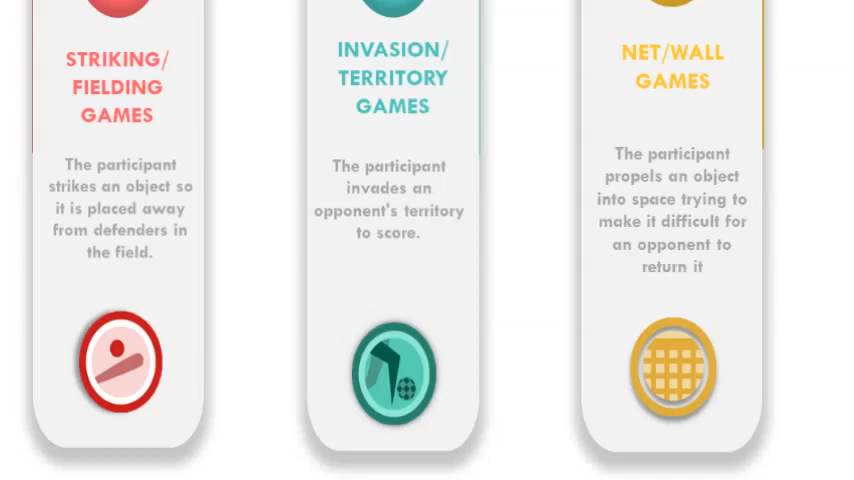 STRIKING/
FIELDING
GAMES
The participant
strikes an object so
it is placed away
from defenders in
the field.
INVASION/
TERRITORY
GAMES
The participant
invades an
opponent's territory
to score.
NET/WALL
GAMES
The participant
propels an object
into space trying to
make it difficult for
an opponent to
return it